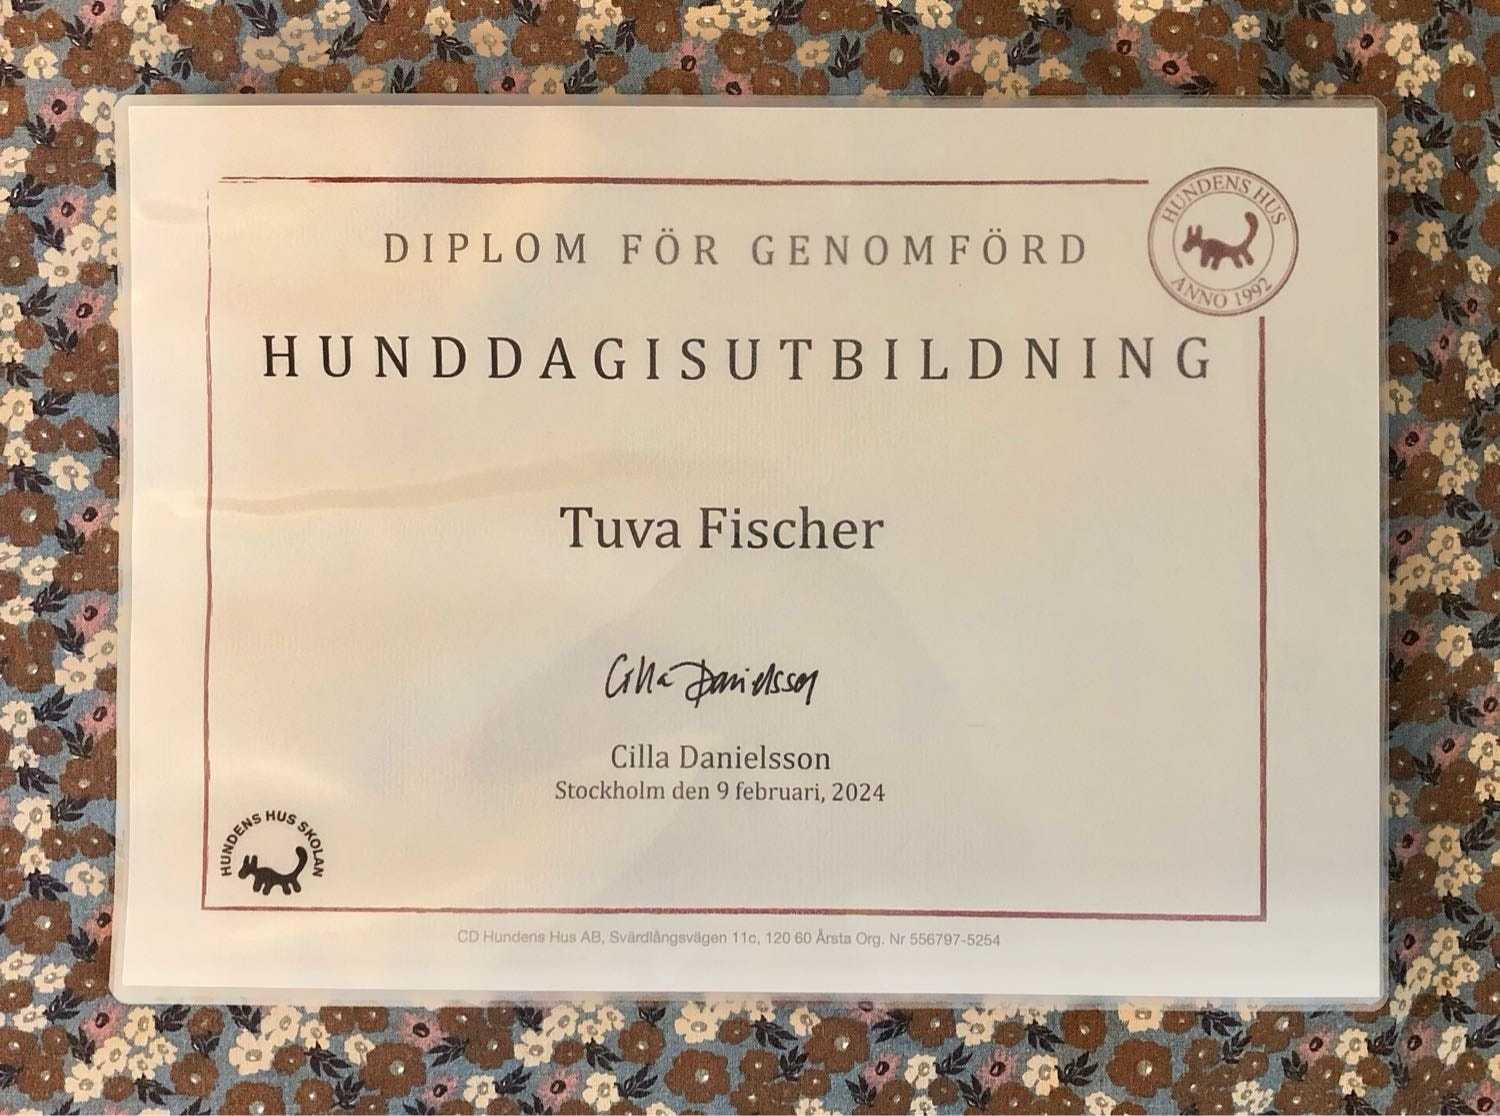 HUNDENS HUS
ANNO 1992
DIPLOM FÖR GENOMFÖRD
HUNDDAGISUTBILDNING
Tuva Fischer
Cilla Danielsson
Cilla Danielsson
Stockholm den 9 februari, 2024
HUNDENS HUS SKOLAN
CD Hundens Hus AB, Svärdlångsvägen 11c, 120 60 Årsta Org. Nr 556797-5254